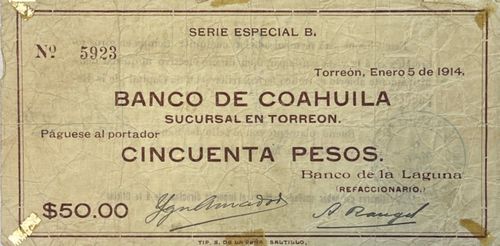 SERIE ESPECIAL B.
Nº 5923
Torreón, Enero 5 de 1914,
BANCO DE COAHUILA
SUCURSAL EN TORREON.
Páguese al portador
CINCUENTA PESOS.
Banco de la Laguna
(REFACCIONARIO.)
$50.00
A. Rangel
TIP. S. DE LA PEÑA SALTILLO,